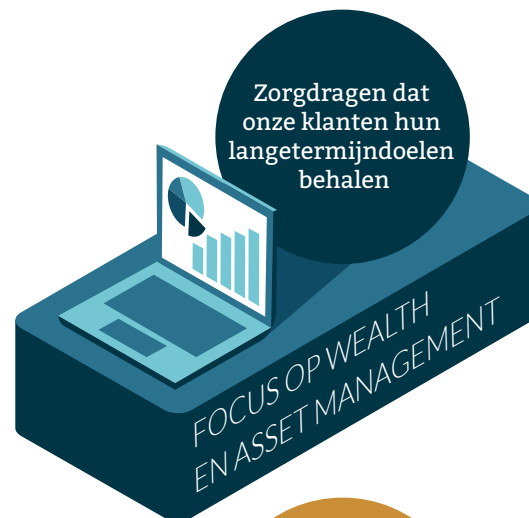 Zorgdragen dat
onze klanten hun
langetermijndoelen
behalen
FOCUS OP WEALTH
EN ASSET MANAGEMENT